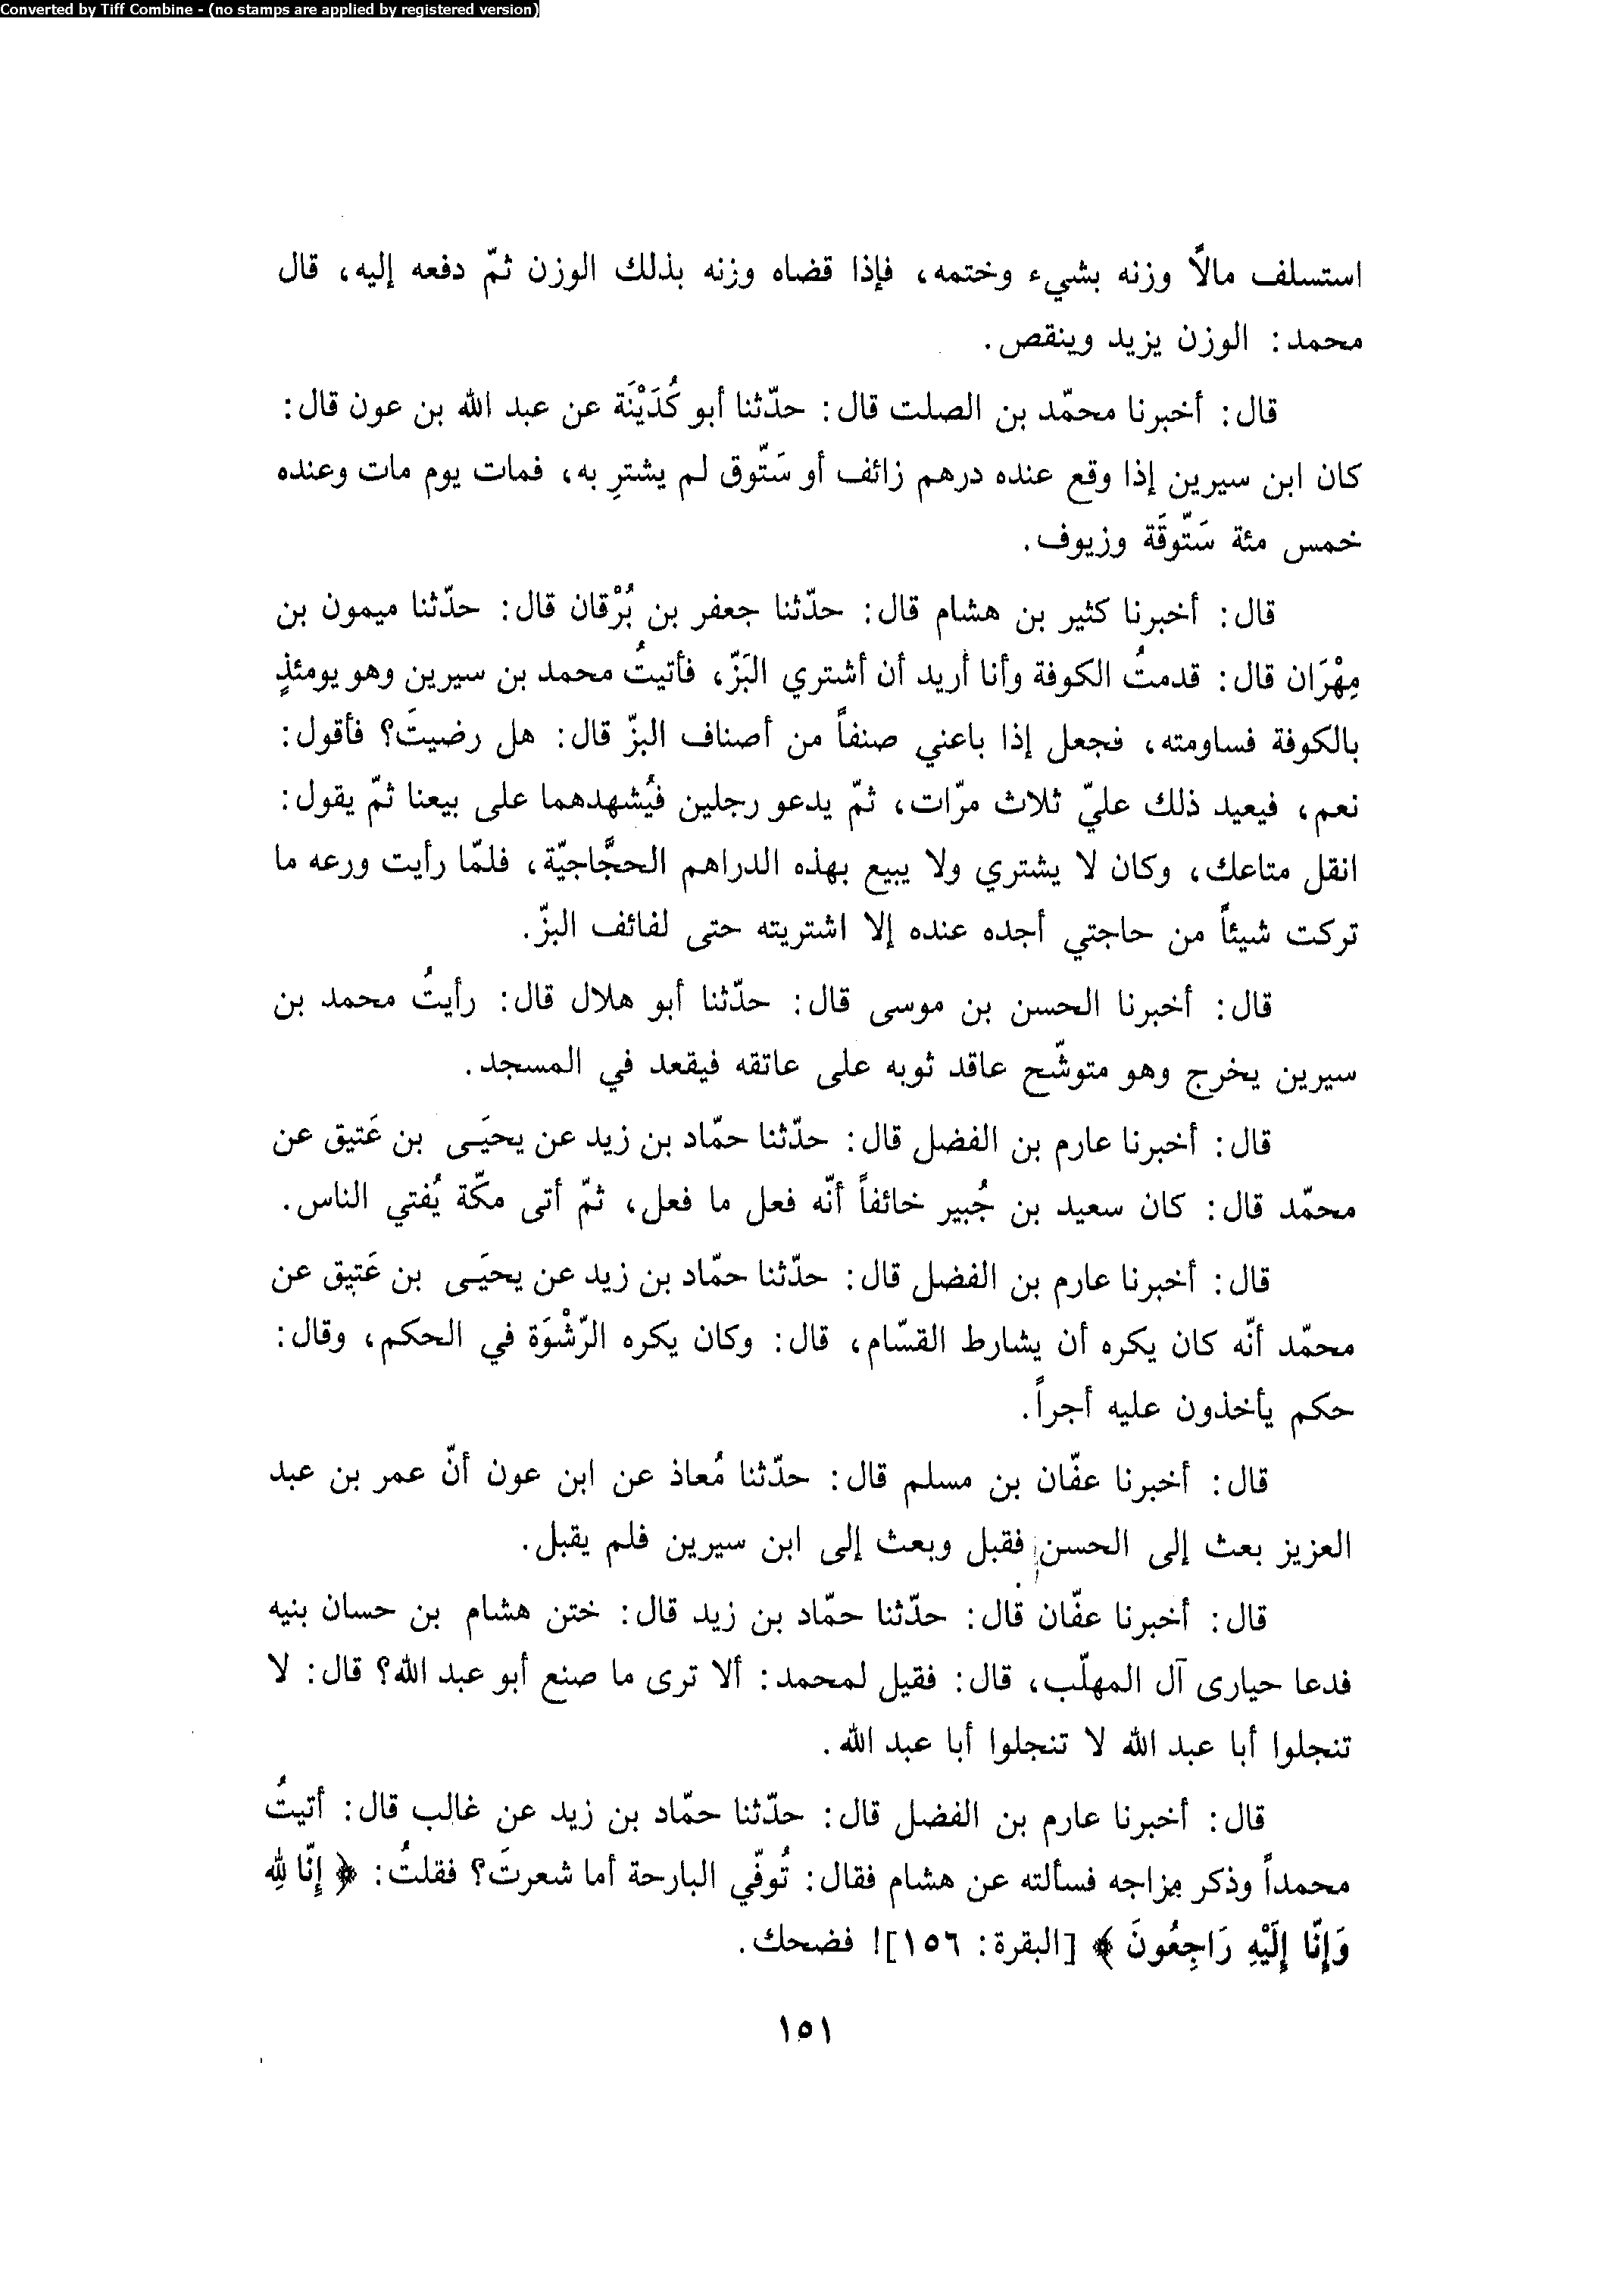 Converted by Tiff Combine - (no stamps are applied by registered version)
استسلف مالاً وزنه بشيء وختمه، فإذا قضاه وزنه بذلك الوزن ثمّ دفعه إليه، قال
محمد: الوزن يزيد وينقص.
قال: أخبرنا محمّد بن الصلت قال: حدّثنا أبو كُدَيْنَة عن عبد الله بن عون قال:
كان ابن سيرين إذا وقع عنده درهم زائف أو سَتّوق لم يشترِ به، فمات يوم مات وعنده
خمس مئة سَتّوقَة وزيوف.
قال: أخبرنا كثير بن هشام قال: حدّثنا جعفر بن بُرْقان قال: حدّثنا ميمون بن
مِهْرَان قال: قدمتُ الكوفة وأنا أريد أن أشتري البَزّ، فأتيتُ محمد بن سيرين وهو يومئذٍ
بالكوفة فساومته، فجعل إذا باعني صنفاً من أصناف البزّ قال: هل رضيتَ؟ فأقول:
نعم، فيعيد ذلك عليّ ثلاث مرّات، ثمّ يدعو رجلين فيُشهدهما على بيعنا ثمّ يقول:
انقل متاعك، وكان لا يشتري ولا يبيع بهذه الدراهم الحجَّاجيّة، فلمّا رأيت ورعه ما
تركت شيئاً من حاجتي أجده عنده إلا اشتريته حتى لفائف البزّ.
قال: أخبرنا الحسن بن موسى قال: حدّثنا أبو هلال قال: رأيتُ محمد بن
سيرين يخرج وهو متوشّح عاقد ثوبه على عاتقه فيقعد في المسجد.
قال: أخبرنا عارم بن الفضل قال: حدّثنا حمّاد بن زيد عن يحيَى بن عَتيق عن
محمّد قال: كان سعيد بن جُبير خائفاً أنّه فعل ما فعل، ثمّ أتى مكّة يُفتي الناس.
قال: أخبرنا عارم بن الفضل قال: حدّثنا حمّاد بن زيد عن يحيَى بن عَتيق عن
محمّد أنّه كان يكره أن يشارط القسّام، قال: وكان يكره الرّشْوَة في الحكم، وقال:
حكم يأخذون عليه أجراً.
قال: أخبرنا عفّان بن مسلم قال: حدّثنا مُعاذ عن ابن عون أنّ عمر بن عبد
العزيز بعث إلى الحسن فقبل وبعث إلى ابن سيرين فلم يقبل.
قال: أخبرنا عفّان قال: حدّثنا حمّاد بن زيد قال: ختن هشام بن حسان بنيه
فدعا حيارى آل المهلّب، قال: فقيل لمحمد: ألا ترى ما صنع أبو عبد الله؟ قال: لا
تنجلوا أبا عبد الله لا تنجلوا أبا عبد الله.
قال: أخبرنا عارم بن الفضل قال: حدّثنا حمّاد بن زيد عن غالب قال: أتيتُ
محمداً وذكر مِزاجه فسألته عن هشام فقال: تُوفّي البارحة أما شعرتَ؟ فقلتُ: ﴿ إِنَّا لِلَّهِ
وَإِنَّا إِلَيْهِ رَاجِعُونَ ﴾ [البقرة: ١٥٦]! فضحك.
١٥١